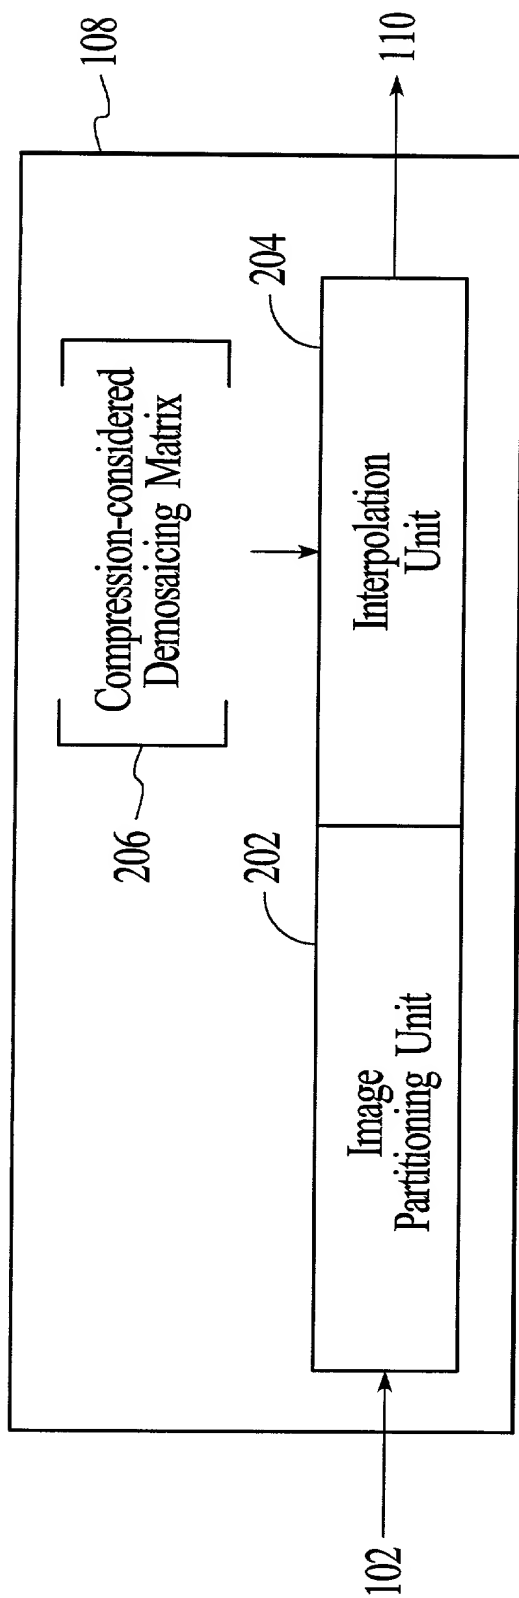 108
Compression-considered
Demosaicing Matrix
206
202
204
Image
Partitioning Unit
Interpolation
Unit
102
110